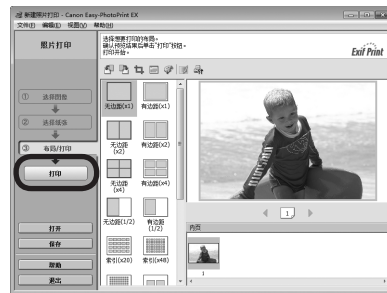 新建照片打印 - Canon Easy-PhotoPrint EX
文件(F) 编辑(E) 视图(V) 帮助(H)
照片打印
选择想要打印的布局。
确认预览结果后单击"打印"按钮。
打印开始。
Exif Print
① 选择图像
② 选择纸张
③ 布局/打印
打印
打开
保存
帮助
退出
无边距(x1) 有边距(x1)
无边距(x2) 有边距(x2)
无边距(x4) 有边距(x4)
无边距(1/2) 有边距(1/2)
索引(x20) 索引(x48)
1
内页
1